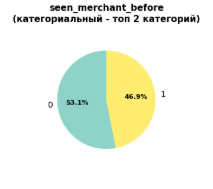 seen_merchant_before
(категориальный - топ 2 категорий)
0
53.1%
46.9%
1